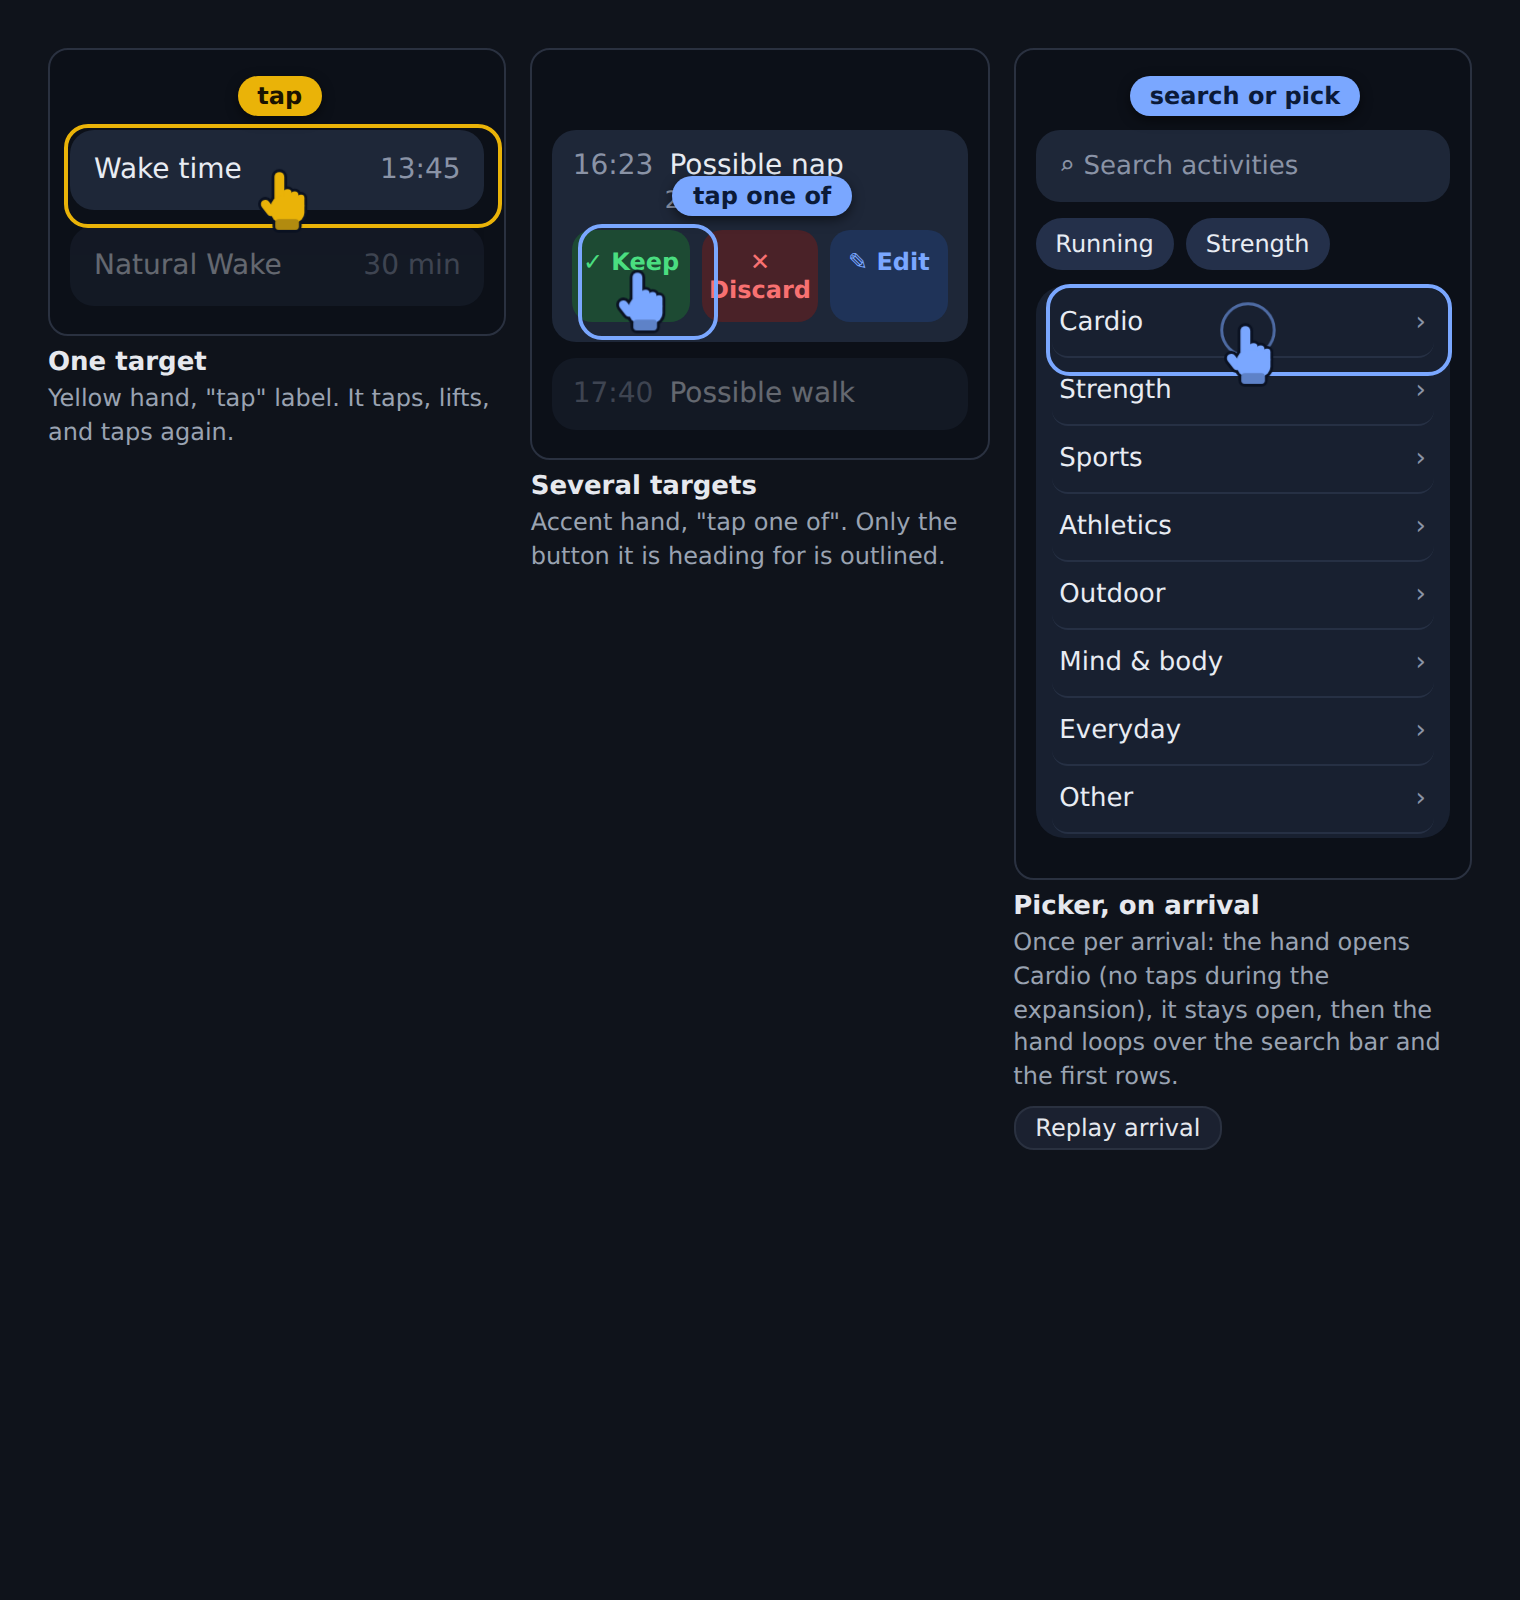 tap
Wake time 13:45
Natural Wake 30 min
One target
Yellow hand, "tap" label. It taps, lifts,
and taps again.
16:23 Possible nap
tap one of
✓ Keep
✕
Discard
✎ Edit
17:40 Possible walk
Several targets
Accent hand, "tap one of". Only the
button it is heading for is outlined.
search or pick
⌕ Search activities
Running Strength
Cardio ›
Strength ›
Sports ›
Athletics ›
Outdoor ›
Mind & body ›
Everyday ›
Other ›
Picker, on arrival
Once per arrival: the hand opens
Cardio (no taps during the
expansion), it stays open, then the
hand loops over the search bar and
the first rows.
Replay arrival